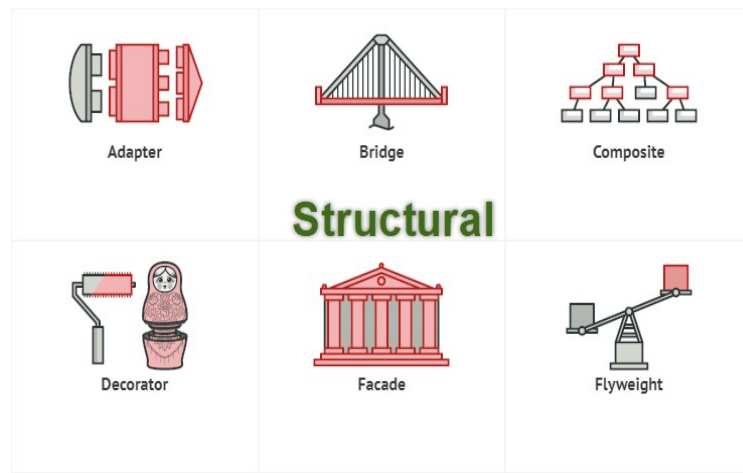 Adapter
Bridge
Composite
Structural
Decorator
Facade
Flyweight